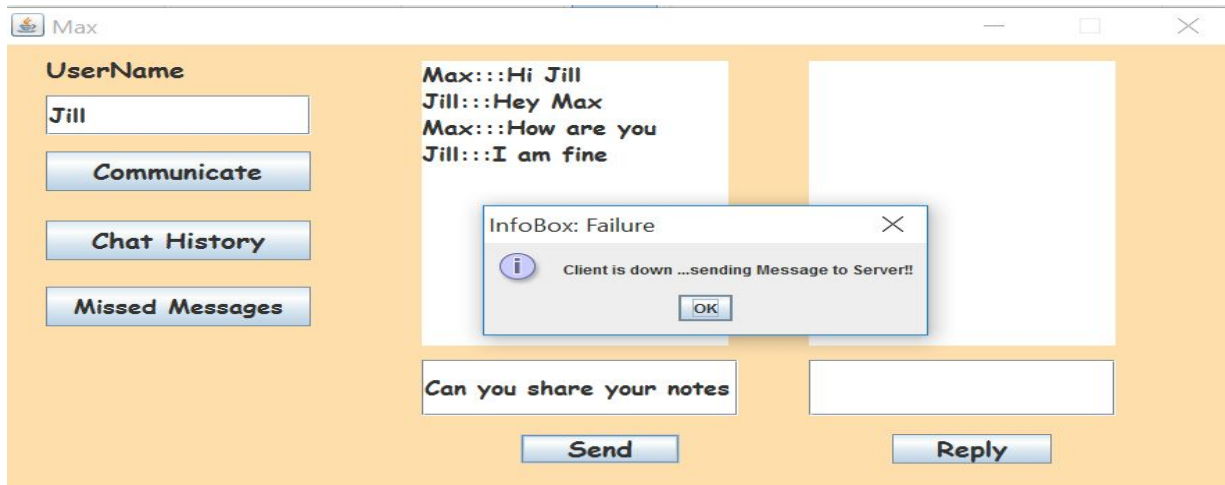 Max
UserName
Jill
Communicate
Chat History
Missed Messages
Max:::Hi Jill
Jill:::Hey Max
Max:::How are you
Jill:::I am fine
InfoBox: Failure
Client is down ...sending Message to Server!!
OK
Can you share your notes
Send
Reply